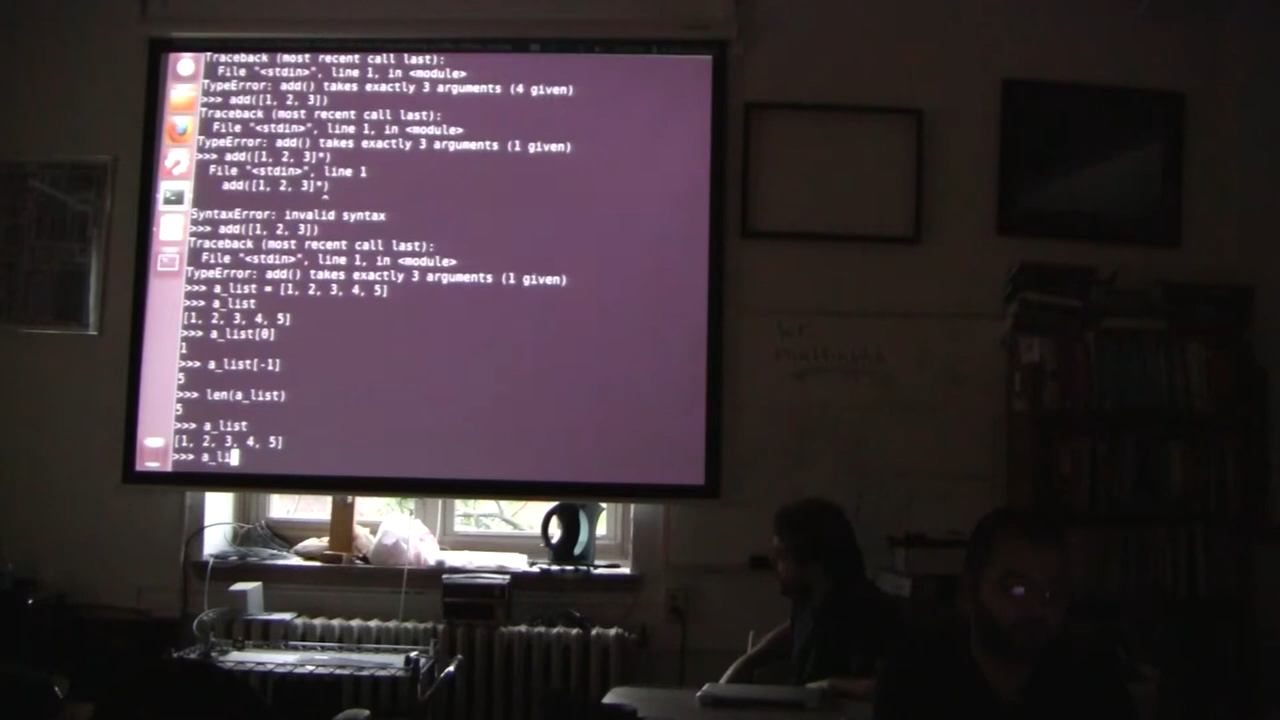 Traceback (most recent call last):
File "<stdin>", line 1, in <module>
TypeError: add() takes exactly 3 arguments (4 given)
>>> add([1, 2, 3])
Traceback (most recent call last):
File "<stdin>", line 1, in <module>
TypeError: add() takes exactly 3 arguments (1 given)
>>> add([1, 2, 3]*)
File "<stdin>", line 1
add([1, 2, 3]*)
^
SyntaxError: invalid syntax
>>> add([1, 2, 3])
Traceback (most recent call last):
File "<stdin>", line 1, in <module>
TypeError: add() takes exactly 3 arguments (1 given)
>>> a_list = [1, 2, 3, 4, 5]
>>> a_list
[1, 2, 3, 4, 5]
>>> a_list[0]
1
>>> a_list[-1]
5
>>> len(a_list)
5
>>> a_list
[1, 2, 3, 4, 5]
>>> a_li